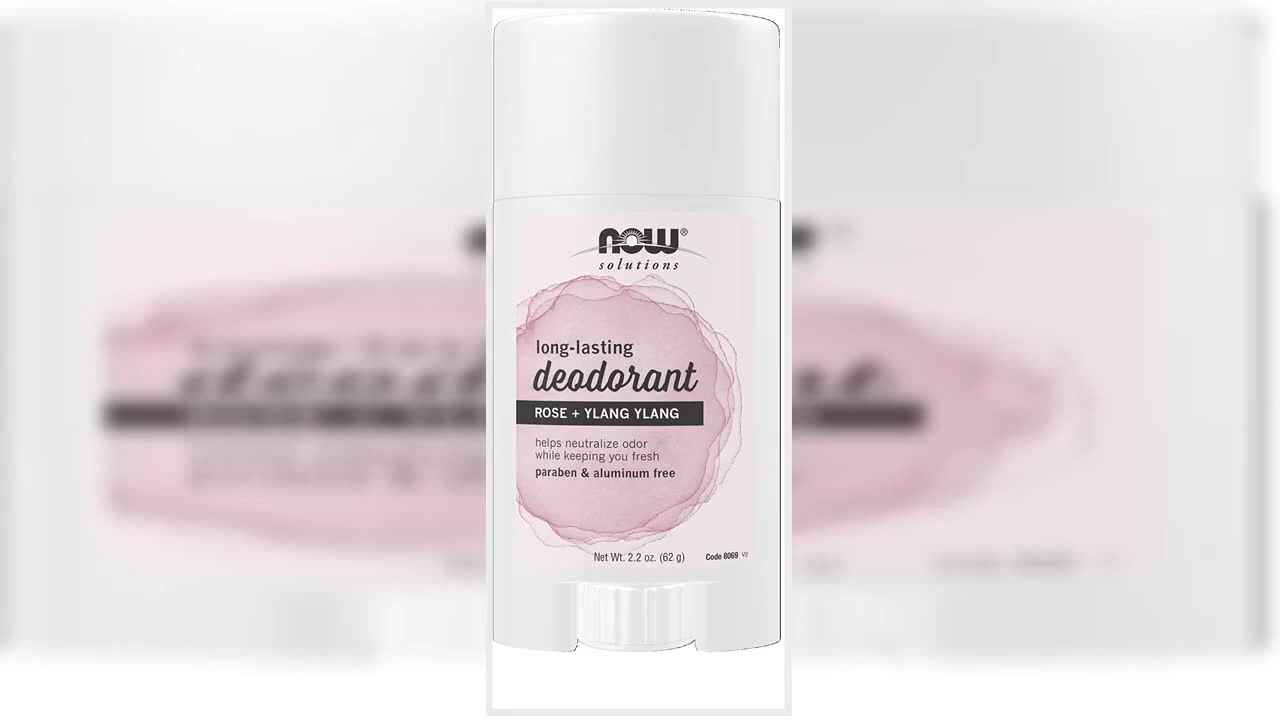 NOW®
solutions
long-lasting
deodorant
ROSE + YLANG YLANG
helps neutralize odor
while keeping you fresh
paraben & aluminum free
Net Wt. 2.2 oz. (62 g) Code 8069 V2